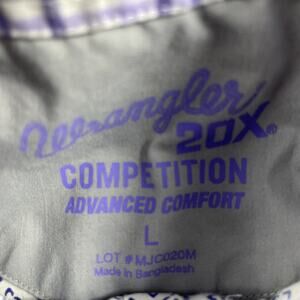 Wrangler
20X®
COMPETITION
ADVANCED COMFORT
L
LOT # MJC020M
Made in Bangladesh